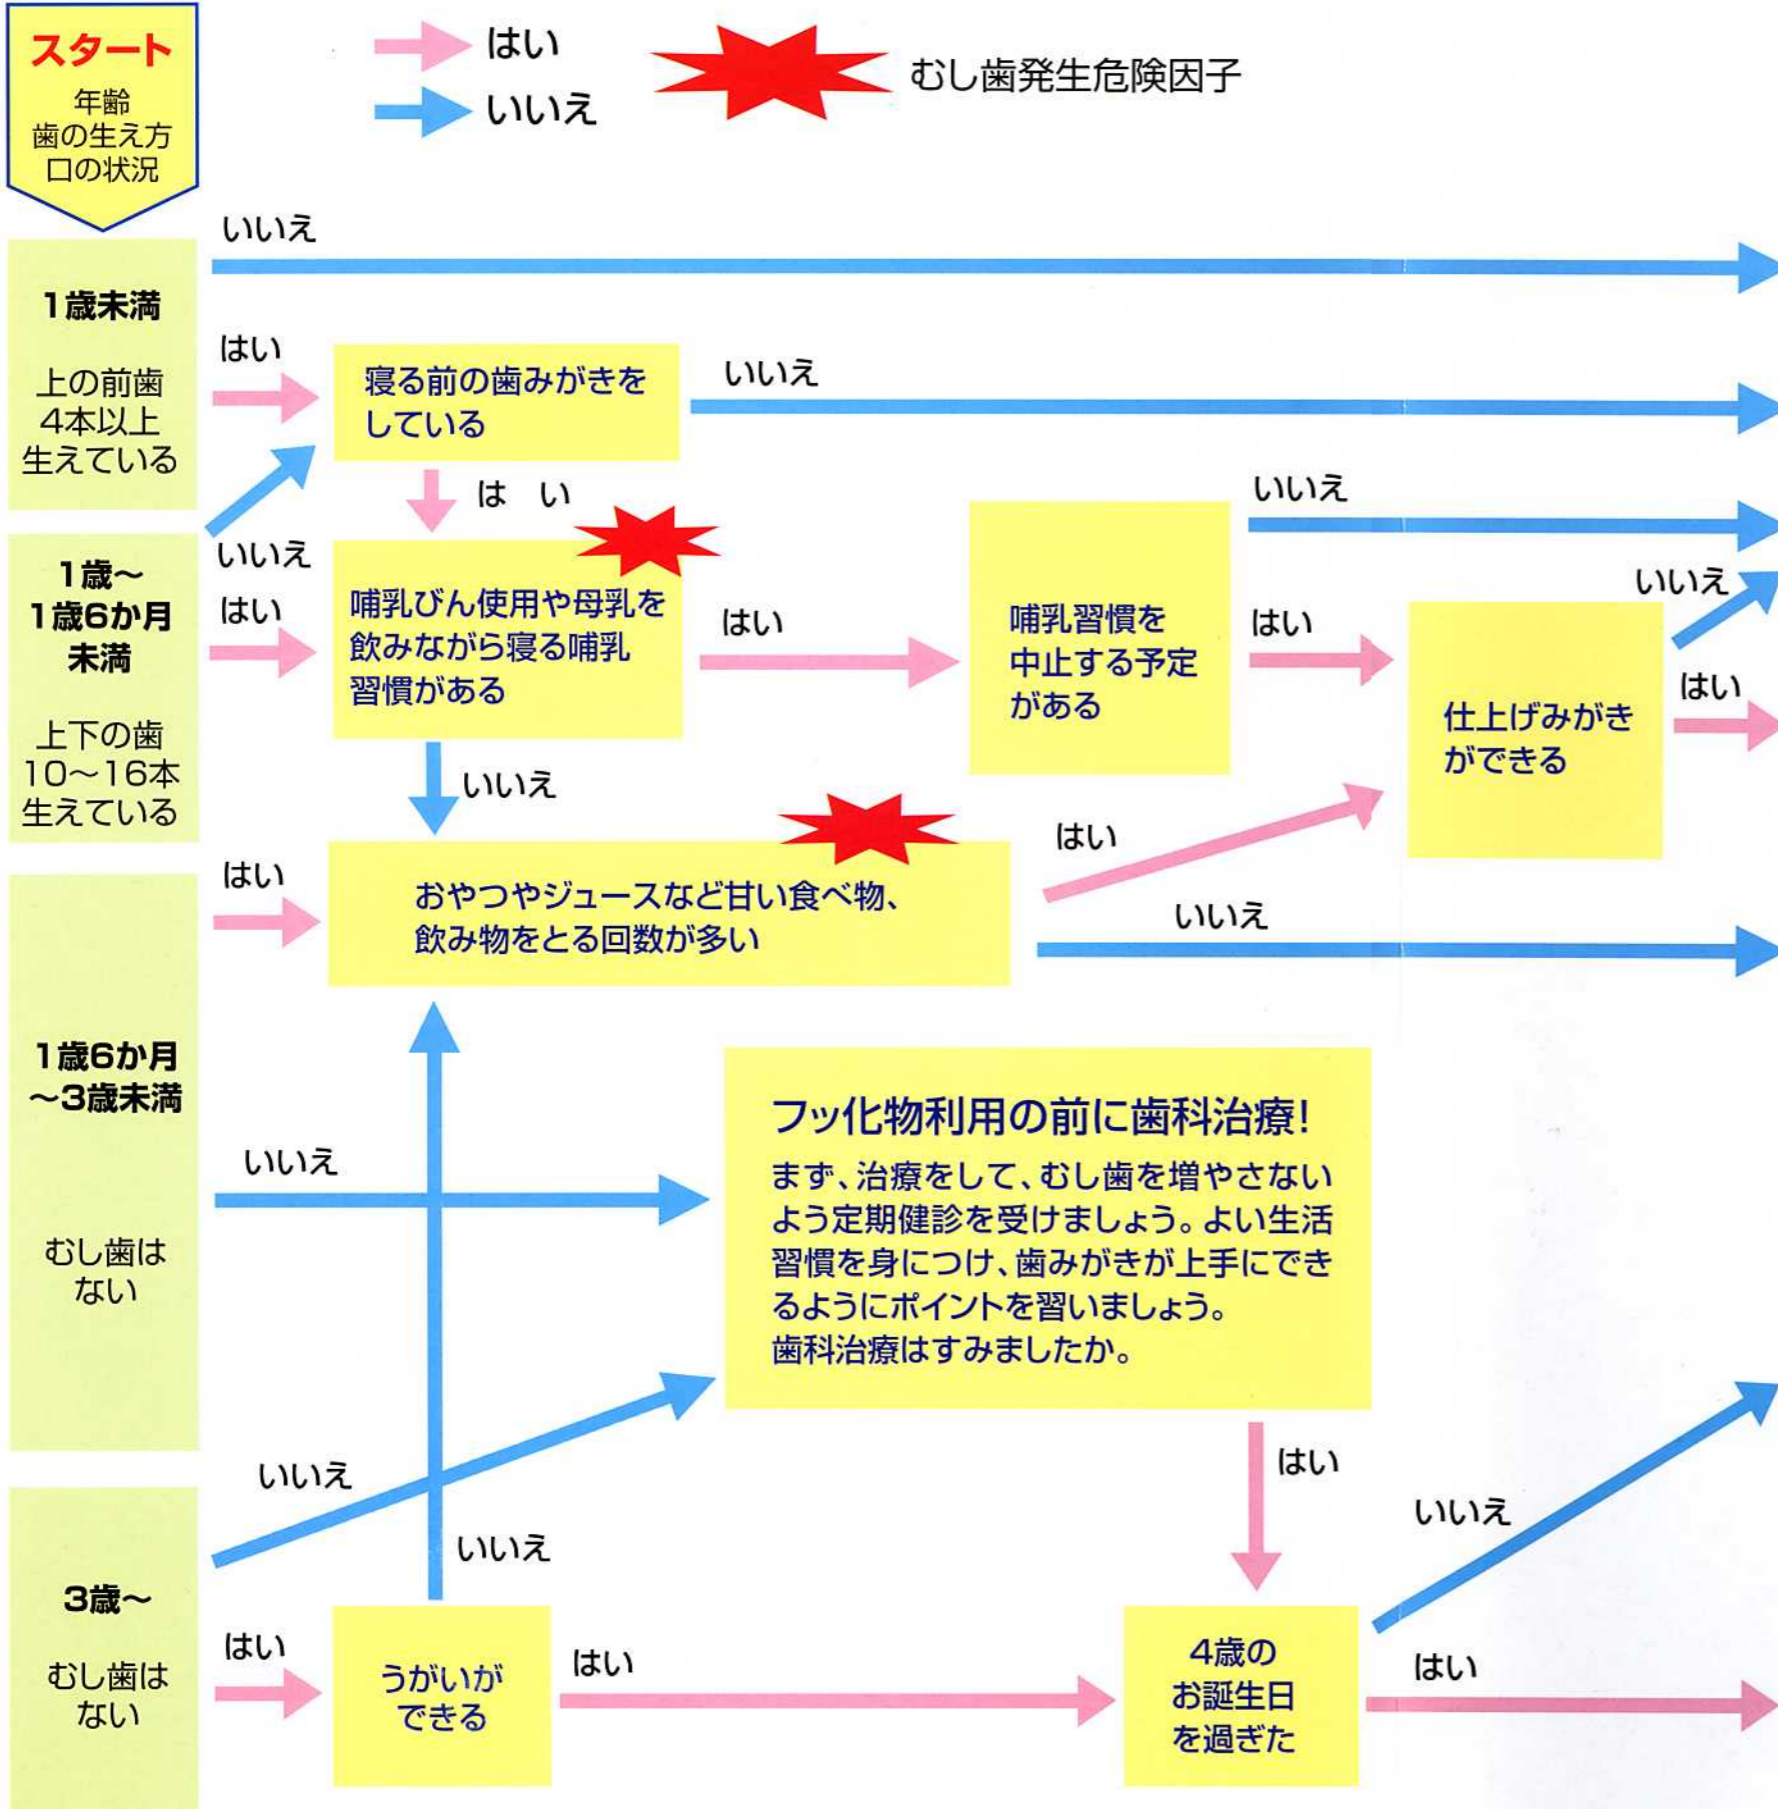 スタート
年齢
歯の生え方
口の状況
はい
いいえ
むし歯発生危険因子
いいえ
1歳未満
上の前歯
4本以上
生えている
はい
寝る前の歯みがきを
している
いいえ
は い
1歳〜
1歳6か月
未満
上下の歯
10〜16本
生えている
いいえ
はい
哺乳びん使用や母乳を
飲みながら寝る哺乳
習慣がある
はい
哺乳習慣を
中止する予定
がある
いいえ
はい
仕上げみがき
ができる
いいえ
はい
いいえ
はい
おやつやジュースなど甘い食べ物、
飲み物をとる回数が多い
はい
いいえ
1歳6か月
〜3歳未満
むし歯は
ない
いいえ
フッ化物利用の前に歯科治療!
まず、治療をして、むし歯を増やさない
よう定期健診を受けましょう。よい生活
習慣を身につけ、歯みがきが上手にでき
るようにポイントを習いましょう。
歯科治療はすみましたか。
はい
いいえ
いいえ
3歳〜
むし歯は
ない
はい
うがいが
できる
はい
4歳の
お誕生日
を過ぎた
いいえ
はい